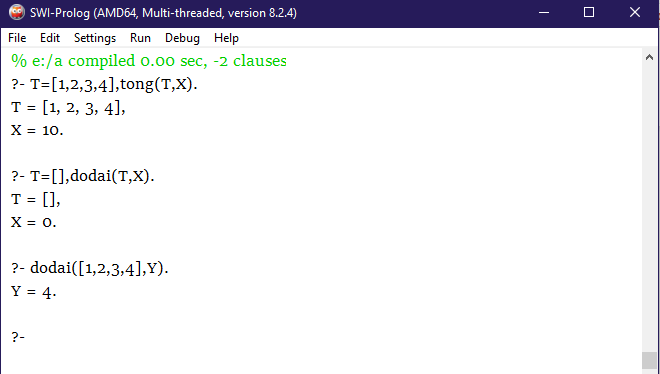 SWI-Prolog (AMD64, Multi-threaded, version 8.2.4)
File Edit Settings Run Debug Help
% e:/a compiled 0.00 sec, -2 clauses
?- T=[1,2,3,4],tong(T,X).
T = [1, 2, 3, 4],
X = 10.
?- T=[],dodai(T,X).
T = [],
X = 0.
?- dodai([1,2,3,4],Y).
Y = 4.
?-